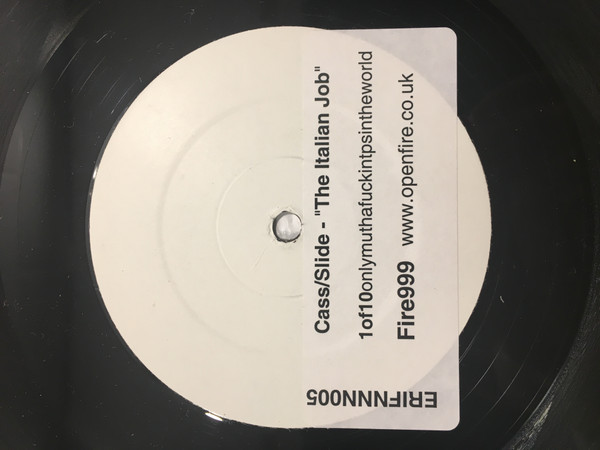 Cass/Slide - "The Italian Job"
1of10onlymuthafuckintpsintheworld
Fire999 www.openfire.co.uk
ERIFNNN005